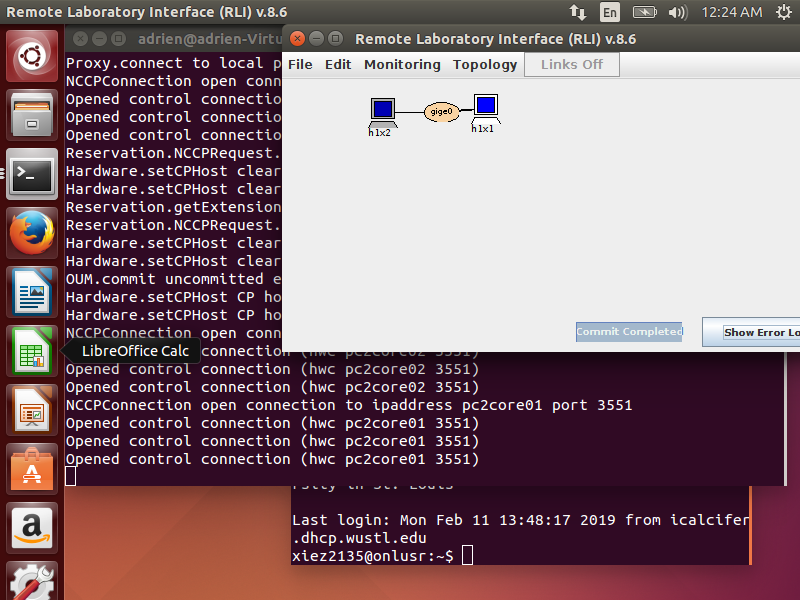 Remote Laboratory Interface (RLI) v.8.6
En
12:24 AM
adrien@adrien-Virtu
Remote Laboratory Interface (RLI) v.8.6
File Edit Monitoring Topology Links Off
h1x2
gige0
h1x1
Commit Completed
Show Error Lo
Proxy.connect to local p
NCCPConnection open conn
Opened control connectio
Opened control connectio
Opened control connectio
Reservation.NCCPRequest.
Hardware.setCPHost clear
Hardware.setCPHost clear
Reservation.getExtension
Reservation.NCCPRequest.
Hardware.setCPHost clear
Hardware.setCPHost clear
OUM.commit uncommitted e
Hardware.setCPHost CP ho
Hardware.setCPHost CP ho
NCCPConnection open conn
LibreOffice Calc
connection (hwc pc2core02 3551)
Opened control connection (hwc pc2core02 3551)
Opened control connection (hwc pc2core02 3551)
NCCPConnection open connection to ipaddress pc2core01 port 3551
Opened control connection (hwc pc2core01 3551)
Opened control connection (hwc pc2core01 3551)
Opened control connection (hwc pc2core01 3551)
rsity in St. Louis
Last login: Mon Feb 11 13:48:17 2019 from icalcifer
.dhcp.wustl.edu
xiez2135@onlusr:~$